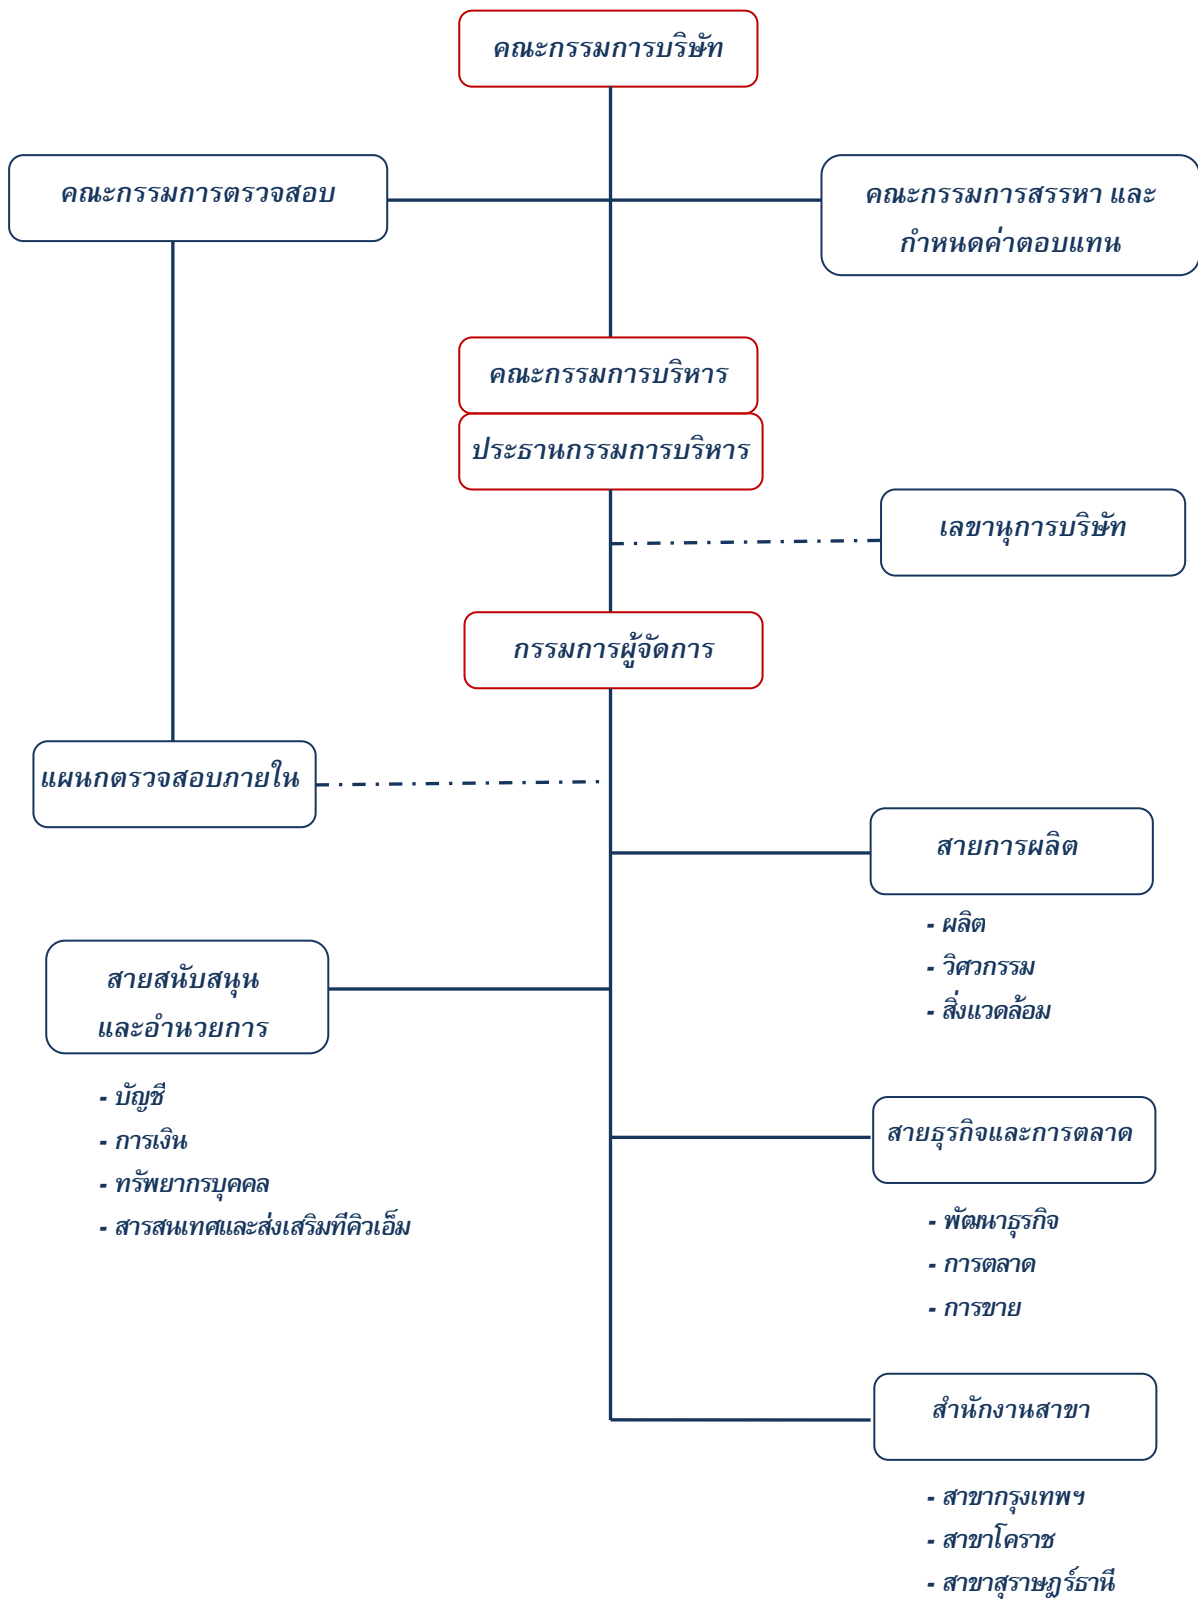 คณะกรรมการบริษัท
คณะกรรมการตรวจสอบ
คณะกรรมการสรรหา และ
กำหนดค่าตอบแทน
คณะกรรมการบริหาร
ประธานกรรมการบริหาร
เลขานุการบริษัท
กรรมการผู้จัดการ
แผนกตรวจสอบภายใน
สายการผลิต
- ผลิต
- วิศวกรรม
- สิ่งแวดล้อม
สายสนับสนุน
และอำนวยการ
- บัญชี
- การเงิน
- ทรัพยากรบุคคล
- สารสนเทศและส่งเสริมทีคิวเอ็ม
สายธุรกิจและการตลาด
- พัฒนาธุรกิจ
- การตลาด
- การขาย
สำนักงานสาขา
- สาขากรุงเทพฯ
- สาขาโคราช
- สาขาสุราษฎร์ธานี